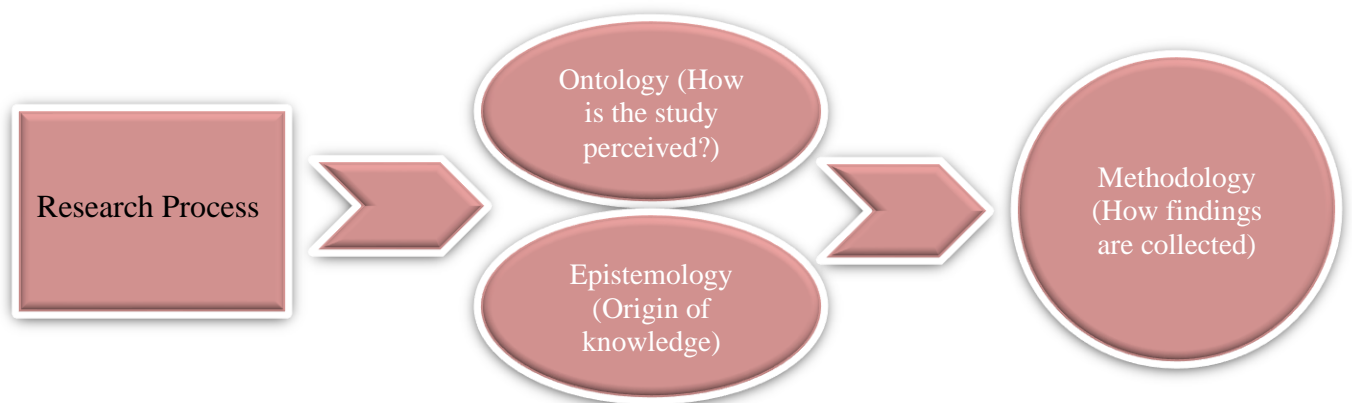 Research Process
Ontology (How
is the study
perceived?)
Epistemology
(Origin of
knowledge)
Methodology
(How findings
are collected)